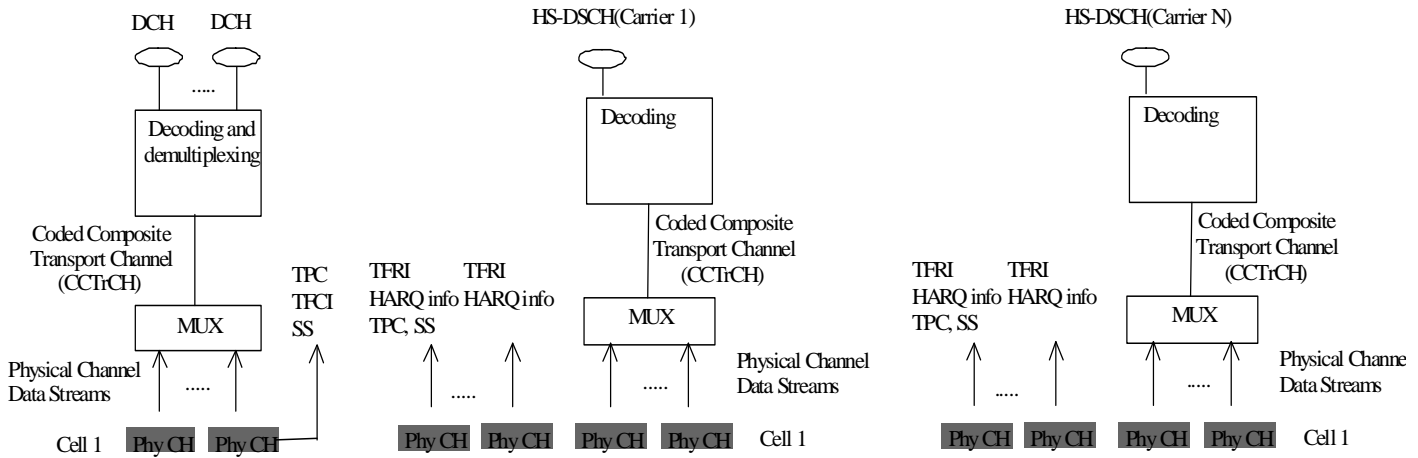 DCH DCH
.....
Decoding and
demultiplexing
Coded Composite
Transport Channel
(CCTrCH)
MUX
TPC
TFCI
SS
Physical Channel
Data Streams
.....
Cell 1 Phy CH Phy CH
HS-DSCH(Carrier 1)
Decoding
Coded Composite
Transport Channel
(CCTrCH)
TFRI TFRI
HARQ info HARQ info
TPC, SS
MUX
Physical Channel
Data Streams
..... .....
Phy CH Phy CH Phy CH Phy CH Cell 1
HS-DSCH(Carrier N)
Decoding
Coded Composite
Transport Channel
(CCTrCH)
TFRI TFRI
HARQ info HARQ info
TPC, SS
MUX
Physical Channel
Data Streams
..... .....
Phy CH Phy CH Phy CH Phy CH Cell 1